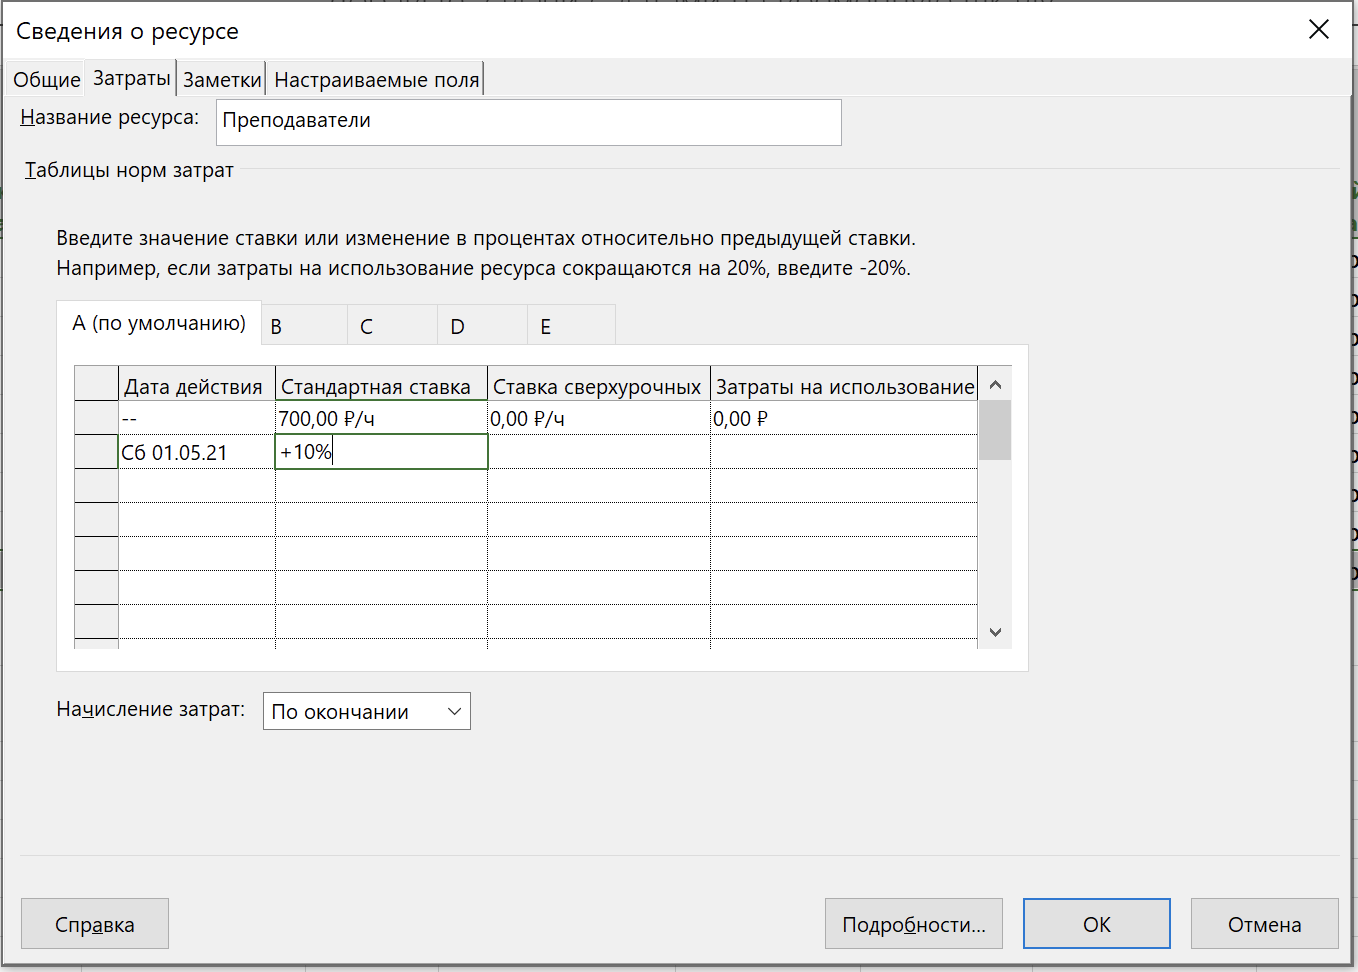 Сведения о ресурсе
Общие Затраты Заметки Настраиваемые поля
Название ресурса: Преподаватели
Таблицы норм затрат
Введите значение ставки или изменение в процентах относительно предыдущей ставки.
Например, если затраты на использование ресурса сокращаются на 20%, введите -20%.
А (по умолчанию) B C D E
Дата действия Стандартная ставка Ставка сверхурочных Затраты на использование
-- 700,00 ₽/ч 0,00 ₽/ч 0,00 ₽
Сб 01.05.21 +10%
Начисление затрат: По окончании
Справка Подробности... ОК Отмена